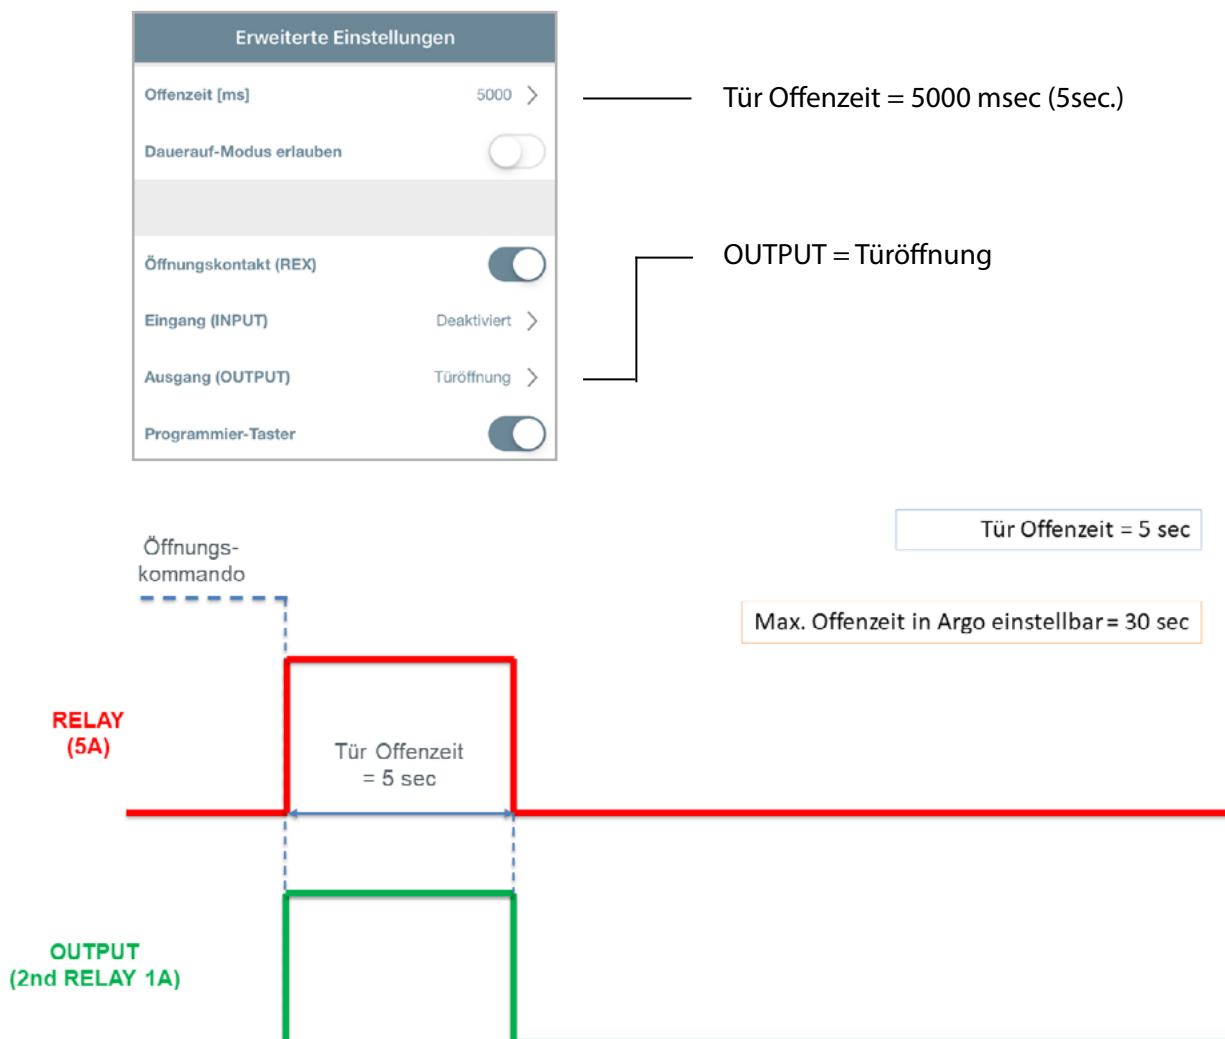 Erweiterte Einstellungen
Offenzeit [ms] 5000
Tür Offenzeit = 5000 msec (5sec.)
Dauerauf-Modus erlauben
Öffnungskontakt (REX)
OUTPUT = Türöffnung
Eingang (INPUT) Deaktiviert
Ausgang (OUTPUT) Türöffnung
Programmier-Taster
Tür Offenzeit = 5 sec
Öffnungs-
kommando
Max. Offenzeit in Argo einstellbar = 30 sec
RELAY
(5A)
Tür Offenzeit
= 5 sec
OUTPUT
(2nd RELAY 1A)